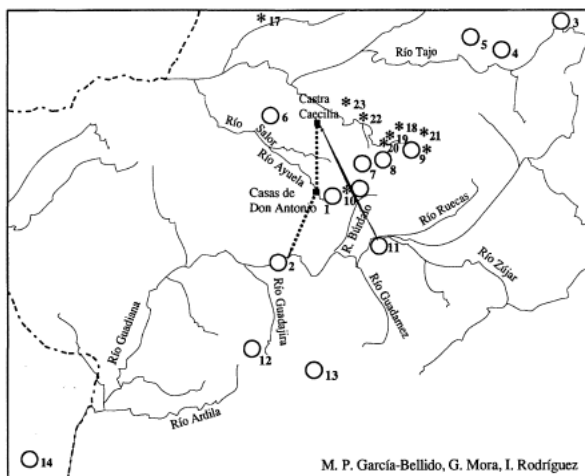 17
3
5
4
Río Tajo
Castra
Caecilia
23
22
18
19
21
20
6
9
Río
Salor
Río Ayuela
7
8
Casas de
Don Antonio
1
10
R. Búrdalo
Río Ruecas
11
2
Río Zújar
Río Guadiana
Río Guadajira
Río Guadamez
12
13
Río Ardila
14
M. P. García-Bellido, G. Mora, I. Rodríguez